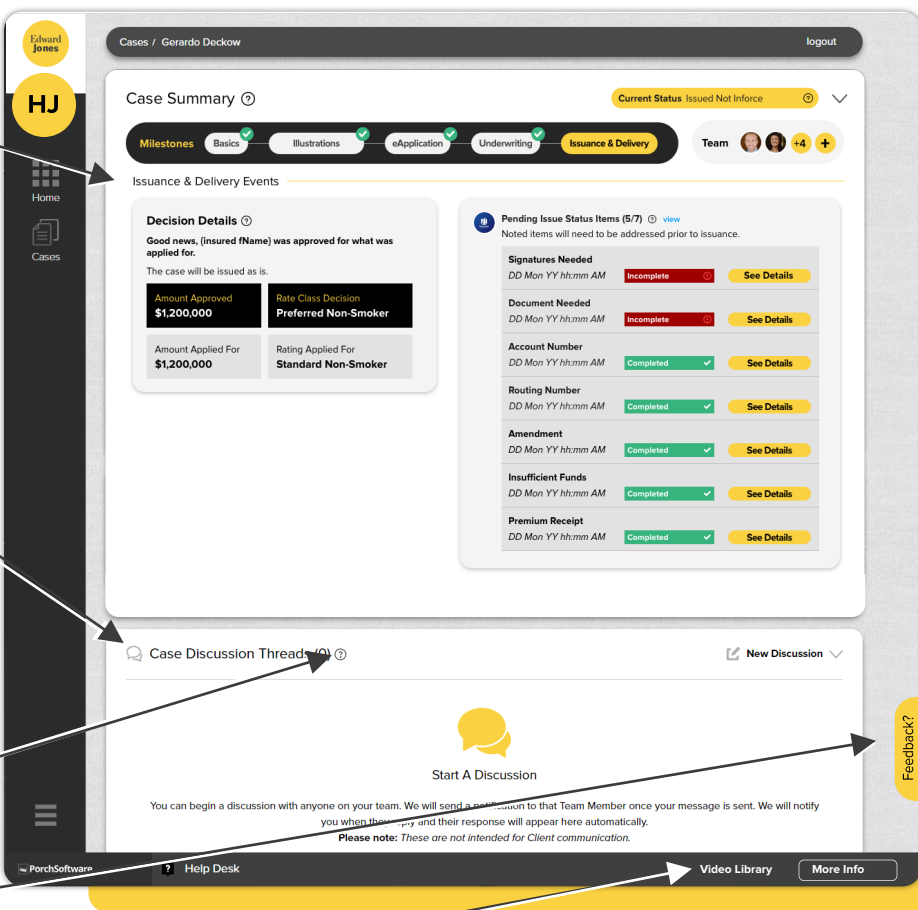 Edward
Jones
Cases / Gerardo Deckow
logout
HJ
Home
Cases
Case Summary ?
Current Status Issued Not Inforce ?
Milestones Basics Illustrations eApplication Underwriting Issuance & Delivery
Team +4 +
Issuance & Delivery Events
Decision Details ?
Good news, {insured fName} was approved for what was
applied for.
The case will be issued as is.
Amount Approved
$1,200,000
Rate Class Decision
Preferred Non-Smoker
Amount Applied For
$1,200,000
Rating Applied For
Standard Non-Smoker
Pending Issue Status Items (5/7) ? view
Noted items will need to be addressed prior to issuance.
Signatures Needed
DD Mon YY hh:mm AM Incomplete See Details
Document Needed
DD Mon YY hh:mm AM Incomplete See Details
Account Number
DD Mon YY hh:mm AM Completed See Details
Routing Number
DD Mon YY hh:mm AM Completed See Details
Amendment
DD Mon YY hh:mm AM Completed See Details
Insufficient Funds
DD Mon YY hh:mm AM Completed See Details
Premium Receipt
DD Mon YY hh:mm AM Completed See Details
Case Discussion Threads (0) ?
New Discussion
Feedback?
Start A Discussion
You can begin a discussion with anyone on your team. We will send a notification to that Team Member once your message is sent. We will notify
you when they reply and their response will appear here automatically.
Please note: These are not intended for Client communication.
PorchSoftware
? Help Desk
Video Library
More Info